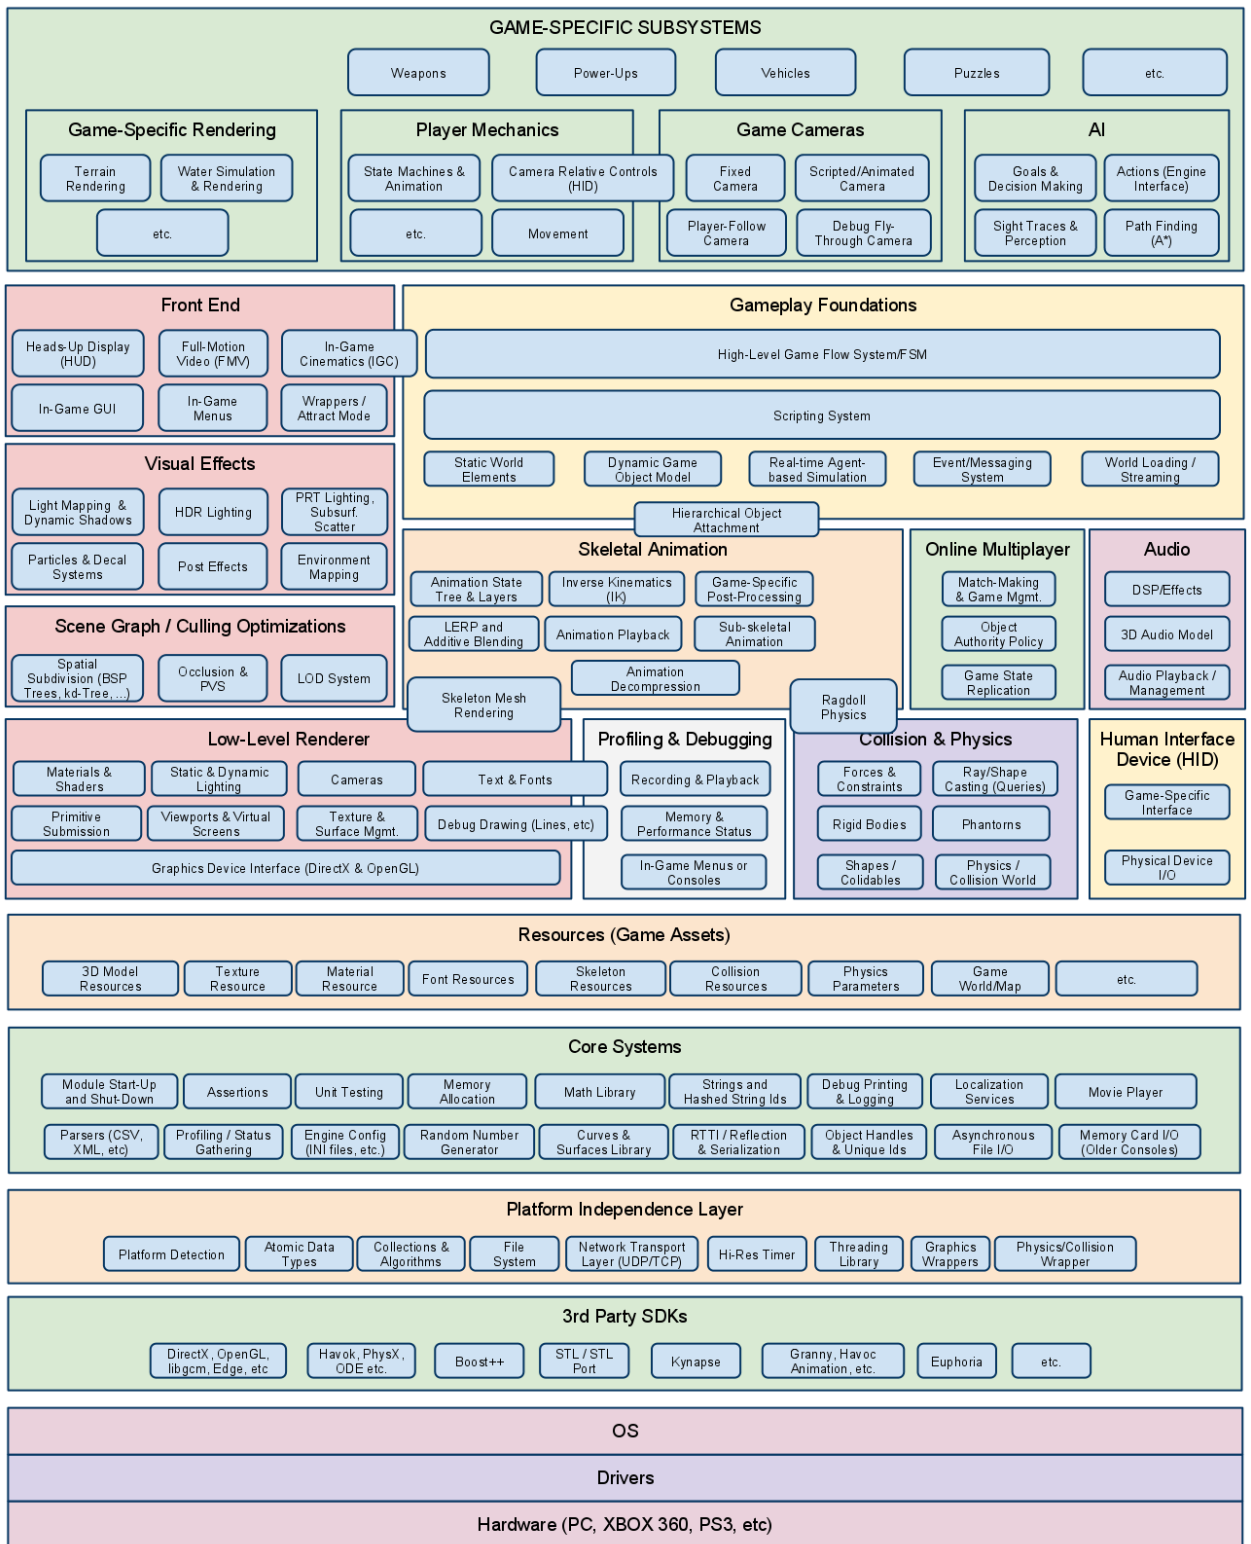 GAME-SPECIFIC SUBSYSTEMS
Weapons
Power-Ups
Vehicles
Puzzles
etc.
Game-Specific Rendering
Terrain
Rendering
Water Simulation
& Rendering
etc.
Player Mechanics
State Machines &
Animation
Camera Relative Controls
(HID)
etc.
Movement
Game Cameras
Fixed
Camera
Scripted/Animated
Camera
Player-Follow
Camera
Debug Fly-
Through Camera
AI
Goals &
Decision Making
Actions (Engine
Interface)
Sight Traces &
Perception
Path Finding
(A*)
Front End
Heads-Up Display
(HUD)
Full-Motion
Video (FMV)
In-Game
Cinematics (IGC)
In-Game GUI
In-Game
Menus
Wrappers /
Attract Mode
Gameplay Foundations
High-Level Game Flow System/FSM
Scripting System
Static World
Elements
Dynamic Game
Object Model
Real-time Agent-
based Simulation
Event/Messaging
System
World Loading /
Streaming
Hierarchical Object
Attachment
Visual Effects
Light Mapping &
Dynamic Shadows
HDR Lighting
PRT Lighting,
Subsurf.
Scatter
Particles & Decal
Systems
Post Effects
Environment
Mapping
Scene Graph / Culling Optimizations
Spatial
Subdivision (BSP
Trees, kd-Tree, ...)
Occlusion &
PVS
LOD System
Skeletal Animation
Animation State
Tree & Layers
Inverse Kinematics
(IK)
Game-Specific
Post-Processing
LERP and
Additive Blending
Animation Playback
Sub-skeletal
Animation
Animation
Decompression
Skeleton Mesh
Rendering
Ragdoll
Physics
Online Multiplayer
Match-Making
& Game Mgmt.
Object
Authority Policy
Game State
Replication
Audio
DSP/Effects
3D Audio Model
Audio Playback /
Management
Low-Level Renderer
Materials &
Shaders
Static & Dynamic
Lighting
Cameras
Text & Fonts
Primitive
Submission
Viewports & Virtual
Screens
Texture &
Surface Mgmt.
Debug Drawing (Lines, etc)
Graphics Device Interface (DirectX & OpenGL)
Profiling & Debugging
Recording & Playback
Memory &
Performance Status
In-Game Menus or
Consoles
Collision & Physics
Forces &
Constraints
Ray/Shape
Casting (Queries)
Rigid Bodies
Phantorns
Shapes /
Colidables
Physics /
Collision World
Human Interface
Device (HID)
Game-Specific
Interface
Physical Device
I/O
Resources (Game Assets)
3D Model
Resources
Texture
Resource
Material
Resource
Font Resources
Skeleton
Resources
Collision
Resources
Physics
Parameters
Game
World/Map
etc.
Core Systems
Module Start-Up
and Shut-Down
Assertions
Unit Testing
Memory
Allocation
Math Library
Strings and
Hashed String Ids
Debug Printing
& Logging
Localization
Services
Movie Player
Parsers (CSV,
XML, etc)
Profiling / Status
Gathering
Engine Config
(INI files, etc.)
Random Number
Generator
Curves &
Surfaces Library
RTTI / Reflection
& Serialization
Object Handles
& Unique Ids
Asynchronous
File I/O
Memory Card I/O
(Older Consoles)
Platform Independence Layer
Platform Detection
Atomic Data
Types
Collections &
Algorithms
File
System
Network Transport
Layer (UDP/TCP)
Hi-Res Timer
Threading
Library
Graphics
Wrappers
Physics/Collision
Wrapper
3rd Party SDKs
DirectX, OpenGL,
libgcm, Edge, etc
Havok, PhysX,
ODE etc.
Boost++
STL / STL
Port
Kynapse
Granny, Havoc
Animation, etc.
Euphoria
etc.
OS
Drivers
Hardware (PC, XBOX 360, PS3, etc)